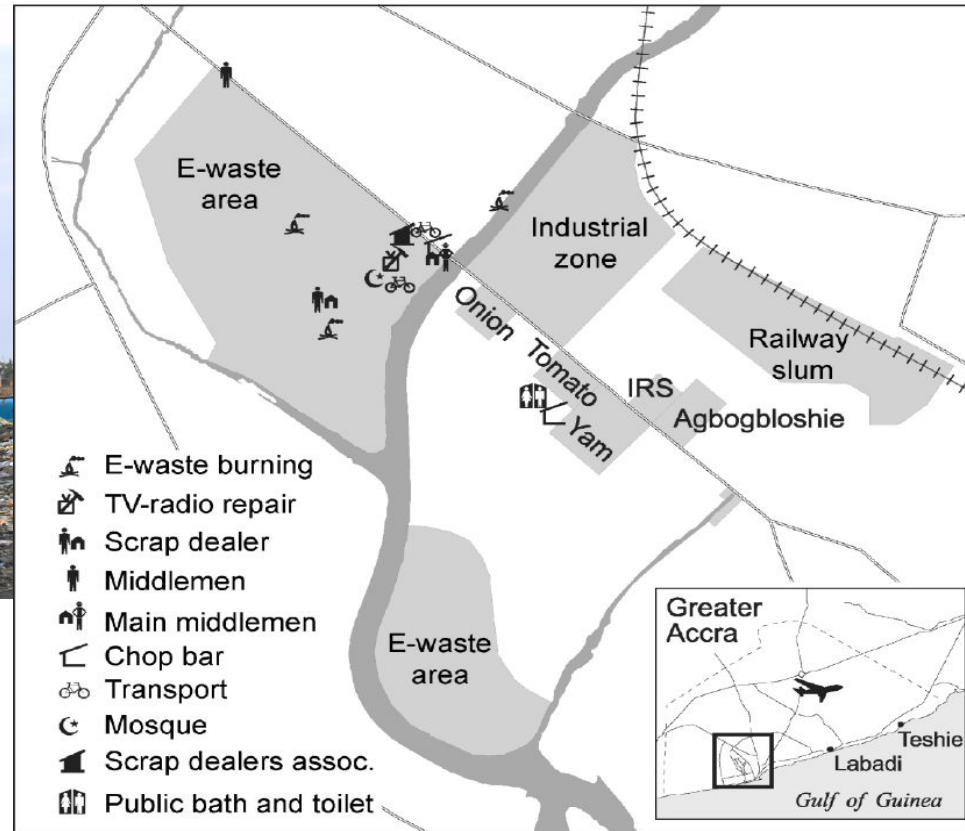 E-waste
area
Industrial
zone
Onion
Tomato
Yam
IRS
Railway
slum
Agbogbloshie
E-waste burning
TV-radio repair
Scrap dealer
Middlemen
Main middlemen
Chop bar
Transport
Mosque
Scrap dealers assoc.
Public bath and toilet
E-waste
area
Greater
Accra
Teshie
Labadi
Gulf of Guinea